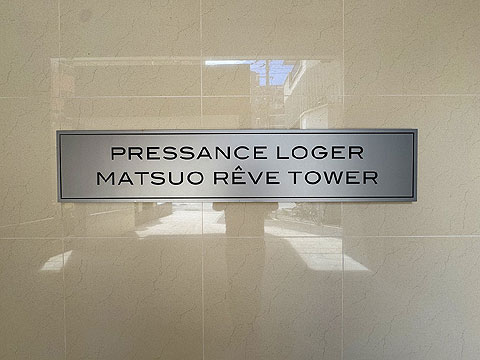 PRESSANCE LOGER
MATSUO RÊVE TOWER